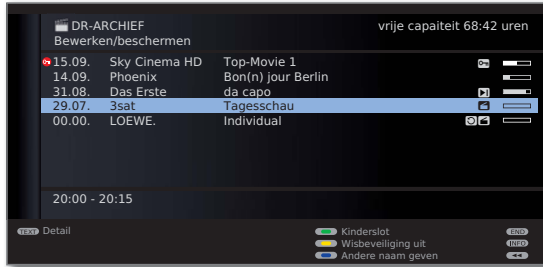 DR-ARCHIEF vrije capaiteit 68:42 uren
Bewerken/beschermen
15.09. Sky Cinema HD Top-Movie 1
14.09. Phoenix Bon(n) jour Berlin
31.08. Das Erste da capo
29.07. 3sat Tagesschau
00.00. LOEWE. Individual
20:00 - 20:15
TEXT Detail Kinderslot END
Wisbeveiliging uit INFO
Andere naam geven